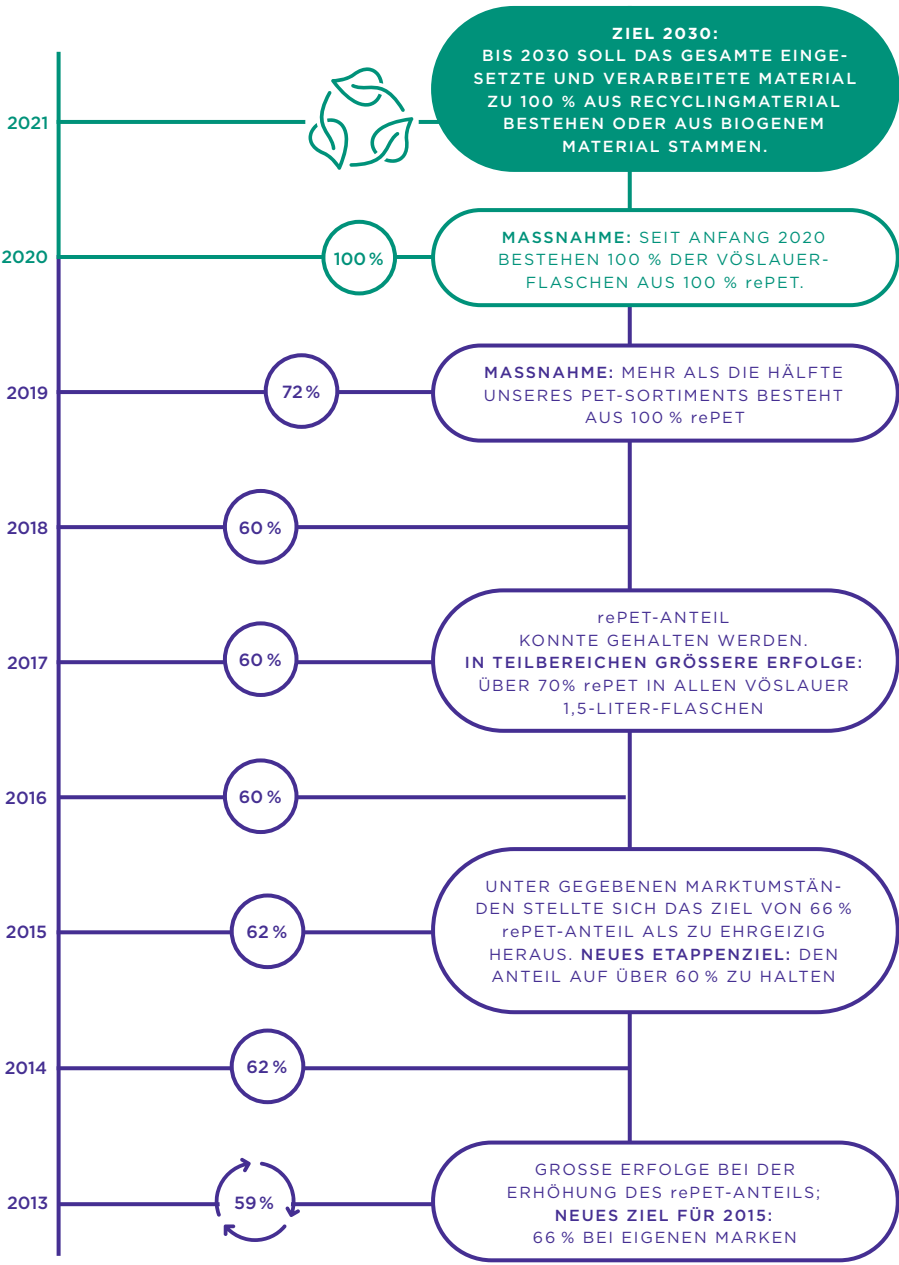 ZIEL 2030:
BIS 2030 SOLL DAS GESAMTE EINGE-
SETZTE UND VERARBEITETE MATERIAL
ZU 100 % AUS RECYCLINGMATERIAL
BESTEHEN ODER AUS BIOGENEM
MATERIAL STAMMEN.
2021
2020
100 %
MASSNAHME: SEIT ANFANG 2020
BESTEHEN 100 % DER VÖSLAUER-
FLASCHEN AUS 100 % rePET.
2019
72 %
MASSNAHME: MEHR ALS DIE HÄLFTE
UNSERES PET-SORTIMENTS BESTEHT
AUS 100 % rePET
2018
60 %
2017
60 %
rePET-ANTEIL
KONNTE GEHALTEN WERDEN.
IN TEILBEREICHEN GRÖSSERE ERFOLGE:
ÜBER 70% rePET IN ALLEN VÖSLAUER
1,5-LITER-FLASCHEN
2016
60 %
2015
62 %
UNTER GEGEBENEN MARKTUMSTÄN-
DEN STELLTE SICH DAS ZIEL VON 66 %
rePET-ANTEIL ALS ZU EHRGEIZIG
HERAUS. NEUES ETAPPENZIEL: DEN
ANTEIL AUF ÜBER 60 % ZU HALTEN
2014
62 %
2013
59 %
GROSSE ERFOLGE BEI DER
ERHÖHUNG DES rePET-ANTEILS;
NEUES ZIEL FÜR 2015:
66 % BEI EIGENEN MARKEN